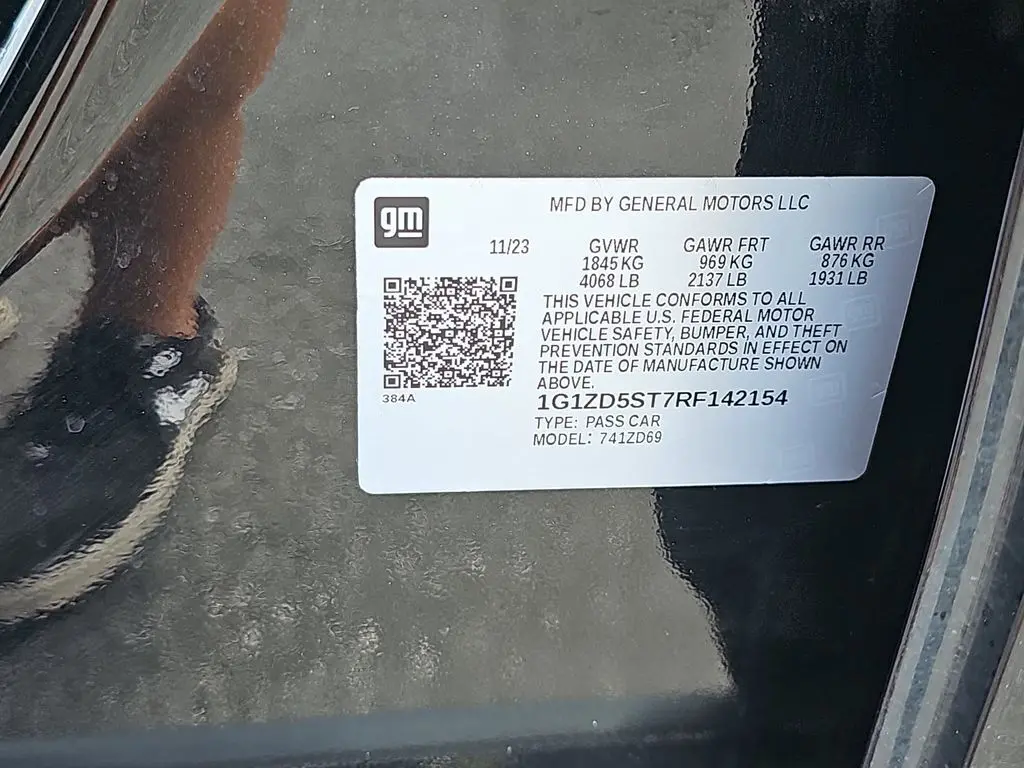 gm
MFD BY GENERAL MOTORS LLC
11/23 GVWR GAWR FRT GAWR RR
1845 KG 969 KG 876 KG
4068 LB 2137 LB 1931 LB
THIS VEHICLE CONFORMS TO ALL
APPLICABLE U.S. FEDERAL MOTOR
VEHICLE SAFETY, BUMPER, AND THEFT
PREVENTION STANDARDS IN EFFECT ON
THE DATE OF MANUFACTURE SHOWN
ABOVE.
384A
1G1ZD5ST7RF142154
TYPE: PASS CAR
MODEL: 741ZD69